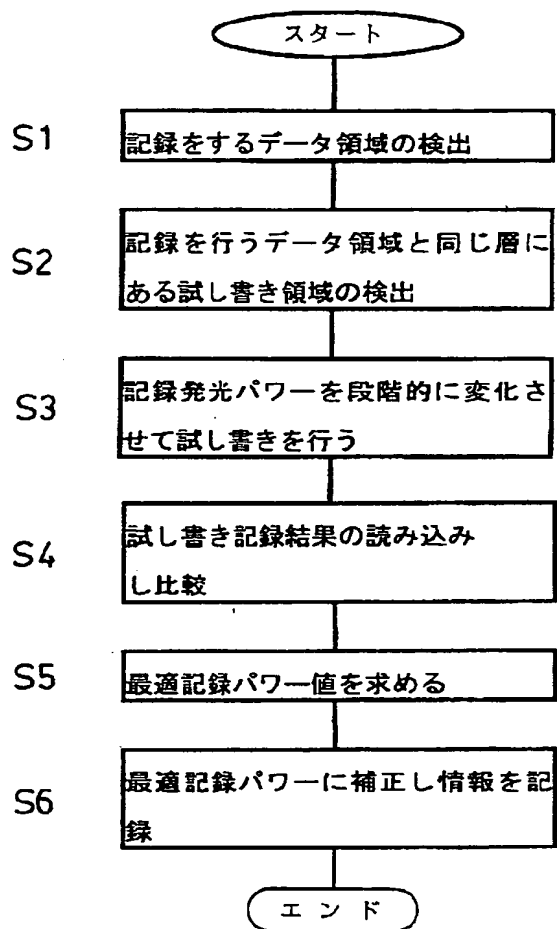 スタート
S1
記録をするデータ領域の検出
S2
記録を行うデータ領域と同じ層に
ある試し書き領域の検出
S3
記録発光パワーを段階的に変化さ
せて試し書きを行う
S4
試し書き記録結果の読み込み
し比較
S5
最適記録パワー値を求める
S6
最適記録パワーに補正し情報を記
録
エンド